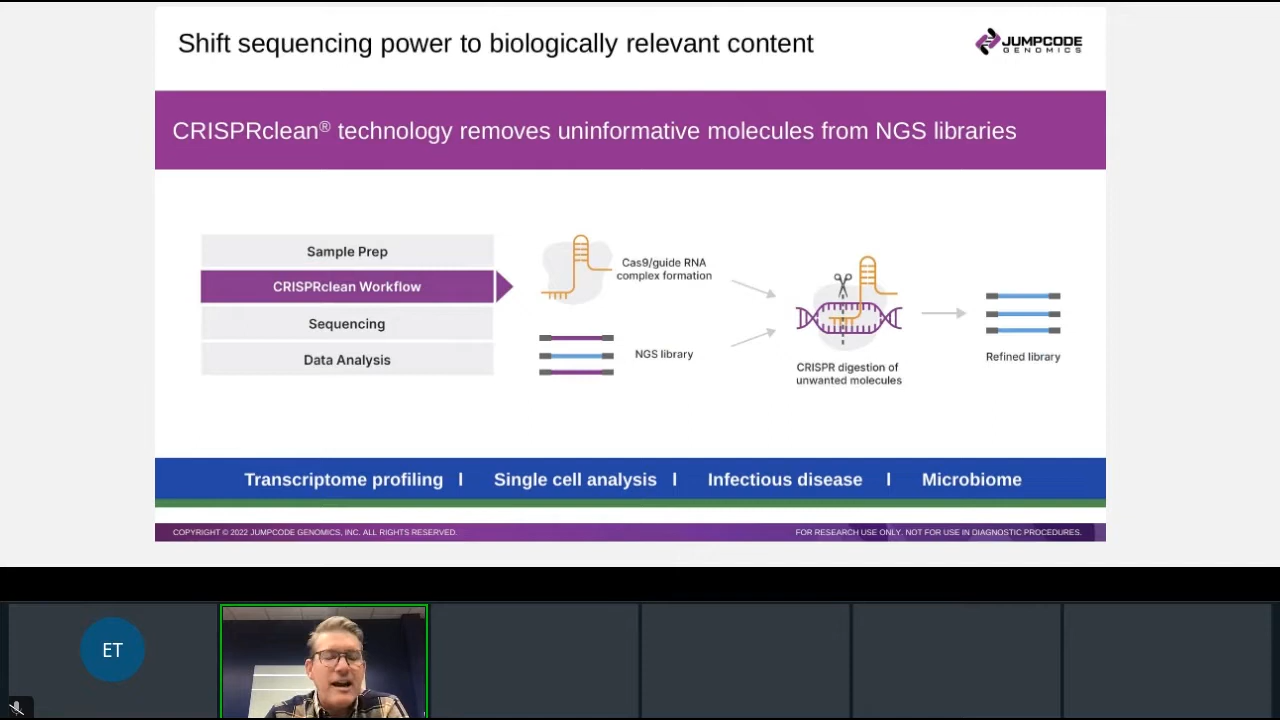 Shift sequencing power to biologically relevant content
JUMPCODE
GENOMICS
CRISPRclean® technology removes uninformative molecules from NGS libraries
Sample Prep
CRISPRclean Workflow
Sequencing
Data Analysis
Cas9/guide RNA
complex formation
NGS library
CRISPR digestion of
unwanted molecules
Refined library
Transcriptome profiling | Single cell analysis | Infectious disease | Microbiome
COPYRIGHT © 2022 JUMPCODE GENOMICS, INC. ALL RIGHTS RESERVED.
FOR RESEARCH USE ONLY. NOT FOR USE IN DIAGNOSTIC PROCEDURES.
ET